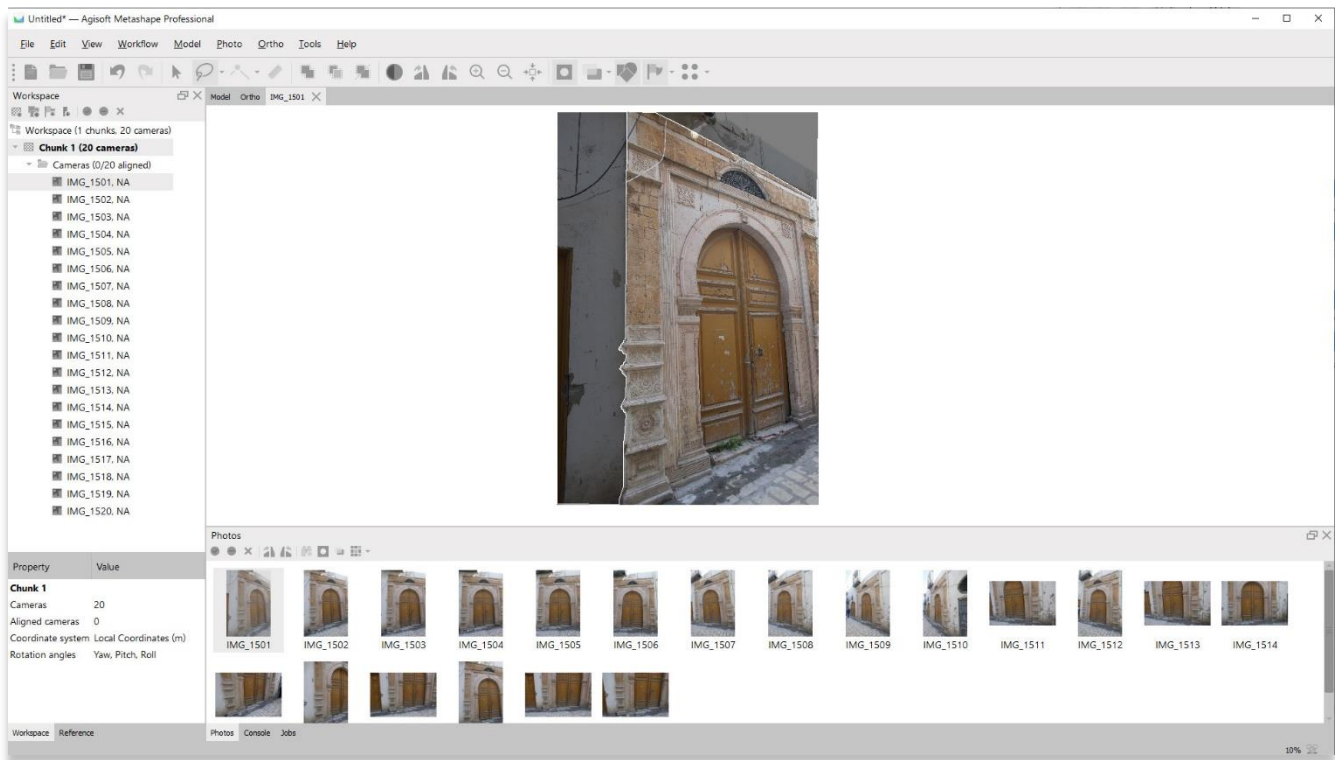 Untitled* — Agisoft Metashape Professional
File Edit View Workflow Model Photo Ortho Tools Help
Workspace
Model Ortho IMG_1501
Workspace (1 chunks, 20 cameras)
Chunk 1 (20 cameras)
Cameras (0/20 aligned)
IMG_1501, NA
IMG_1502, NA
IMG_1503, NA
IMG_1504, NA
IMG_1505, NA
IMG_1506, NA
IMG_1507, NA
IMG_1508, NA
IMG_1509, NA
IMG_1510, NA
IMG_1511, NA
IMG_1512, NA
IMG_1513, NA
IMG_1514, NA
IMG_1515, NA
IMG_1516, NA
IMG_1517, NA
IMG_1518, NA
IMG_1519, NA
IMG_1520, NA
Property Value
Chunk 1
Cameras 20
Aligned cameras 0
Coordinate system Local Coordinates (m)
Rotation angles Yaw, Pitch, Roll
Workspace Reference
Photos
IMG_1501 IMG_1502 IMG_1503 IMG_1504 IMG_1505 IMG_1506 IMG_1507 IMG_1508 IMG_1509 IMG_1510 IMG_1511 IMG_1512 IMG_1513 IMG_1514
Photos Console Jobs
10%